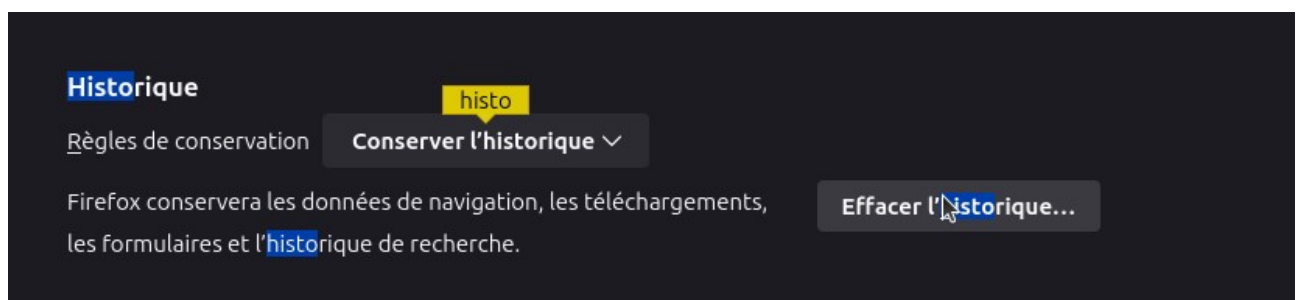 Historique
histo
Règles de conservation Conserver l’historique
Firefox conservera les données de navigation, les téléchargements,
les formulaires et l’historique de recherche.
Effacer l’historique…